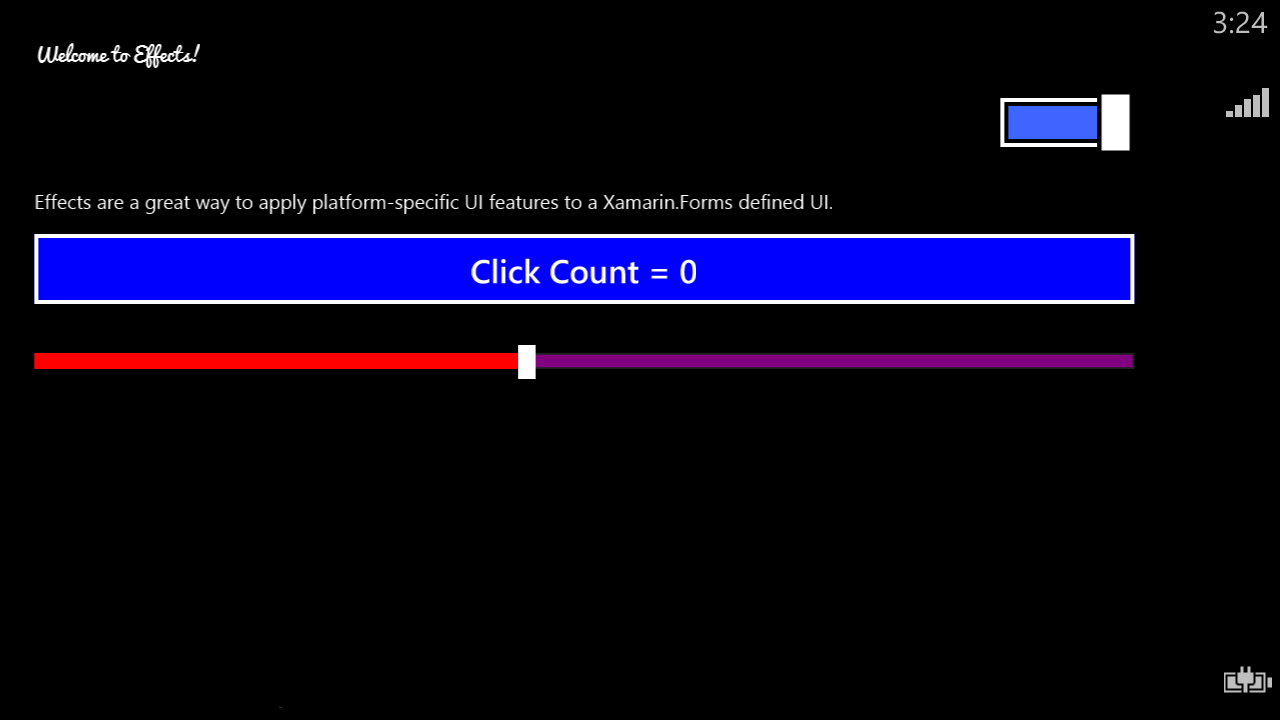 3:24
Welcome to Effects!
Effects are a great way to apply platform-specific UI features to a Xamarin.Forms defined UI.
Click Count = 0